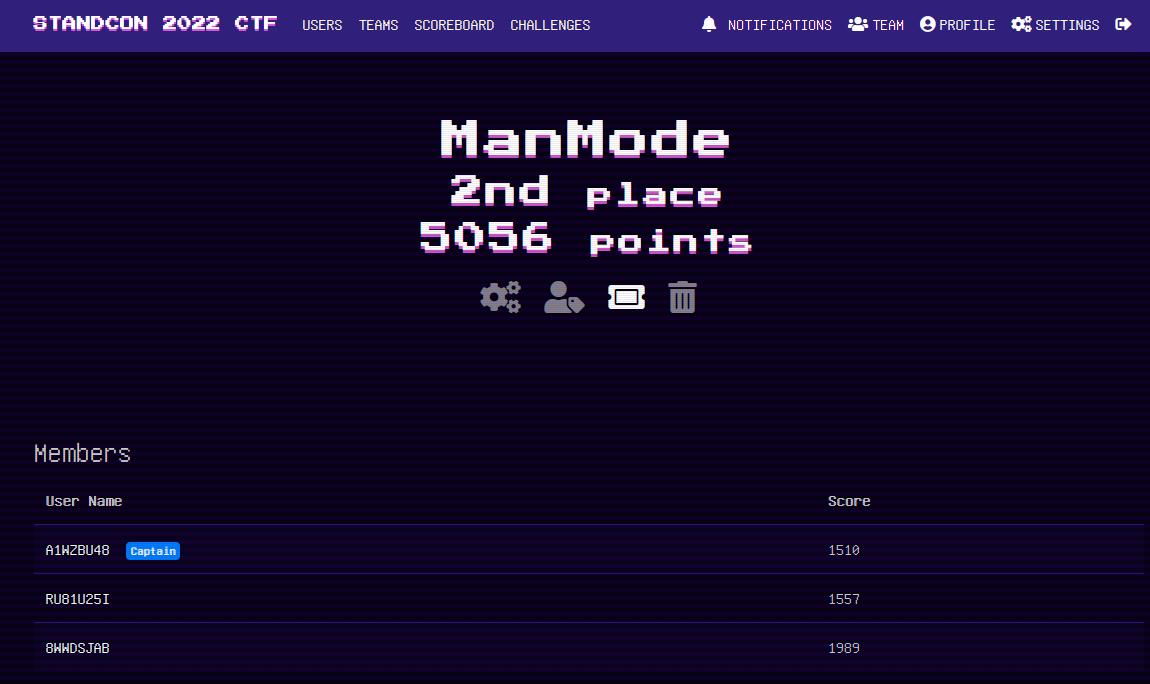 STANDCON 2022 CTF USERS TEAMS SCOREBOARD CHALLENGES NOTIFICATIONS TEAM PROFILE SETTINGS
ManMode
2nd place
5056 points
Members
User Name Score
A1WZBU48 Captain 1510
RU81U25I 1557
8WWDSJAB 1989